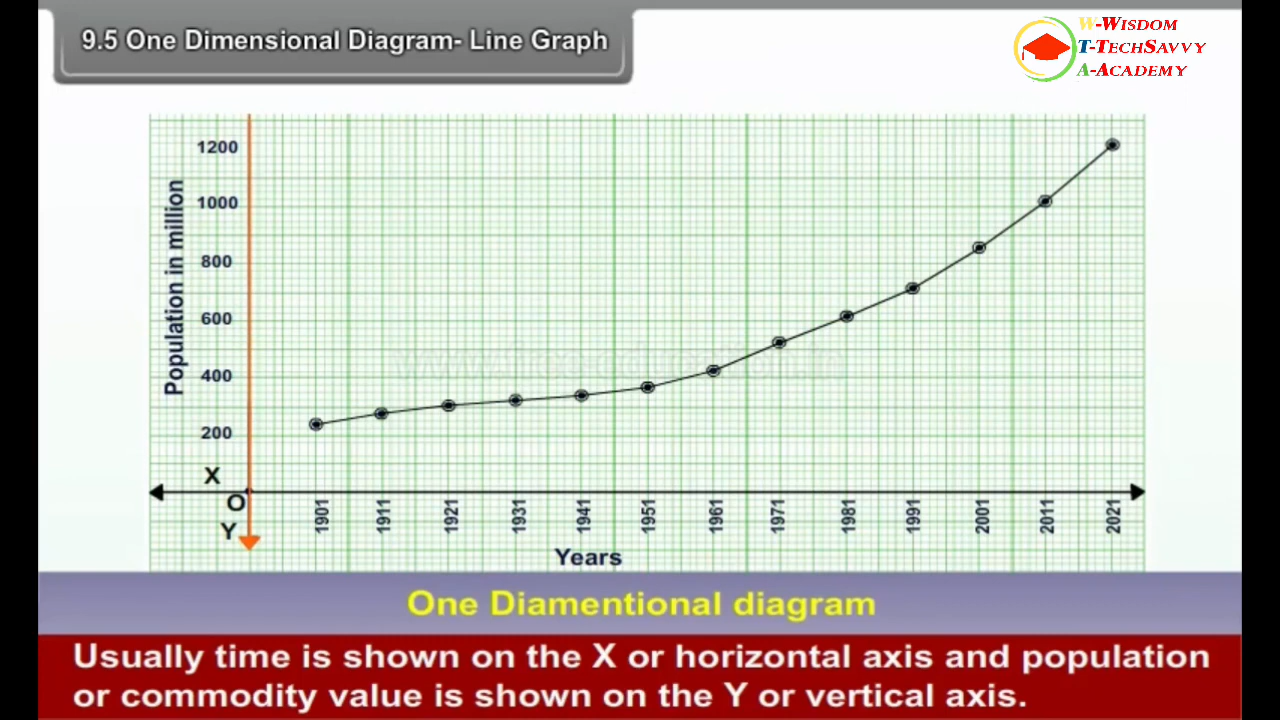 9.5 One Dimensional Diagram- Line Graph
W-WISDOM
T-TECHSAVVY
A-ACADEMY
1200
1000
800
600
400
200
Population in million
X
O
Y
1901 1911 1921 1931 1941 1951 1961 1971 1981 1991 2001 2011 2021
Years
One Diamentional diagram
Usually time is shown on the X or horizontal axis and population
or commodity value is shown on the Y or vertical axis.